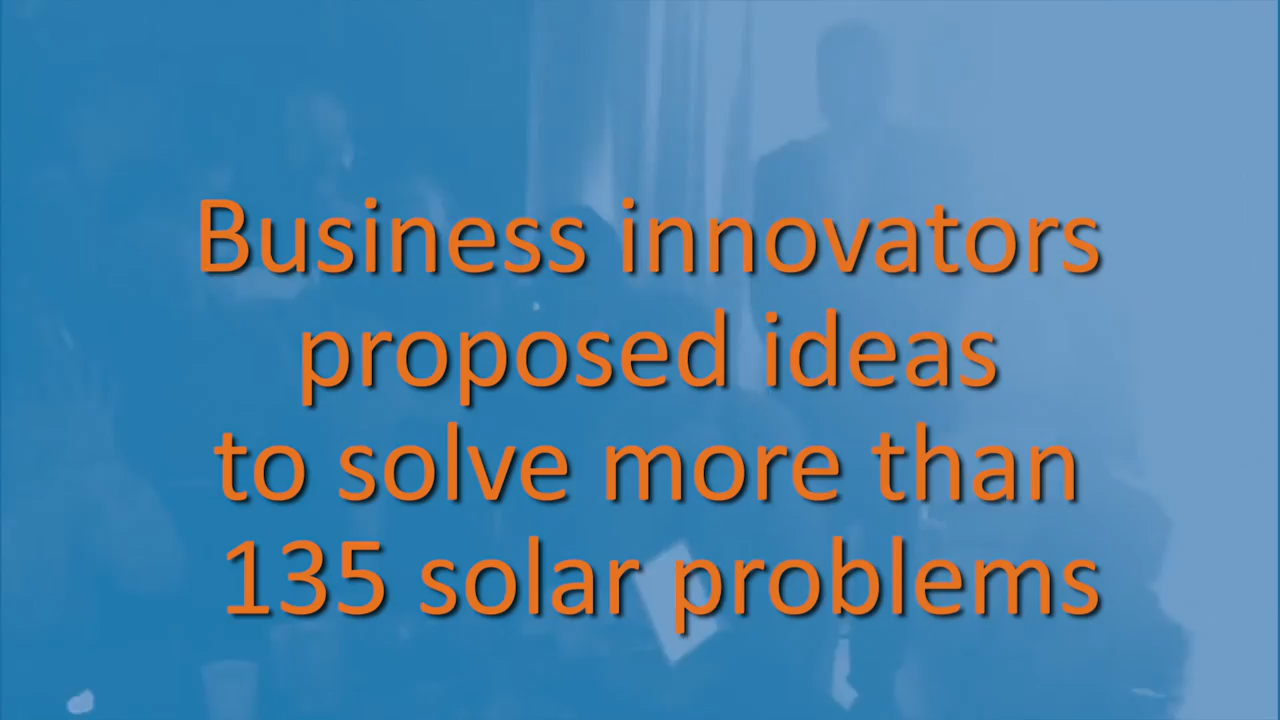 Business innovators
proposed ideas
to solve more than
135 solar problems